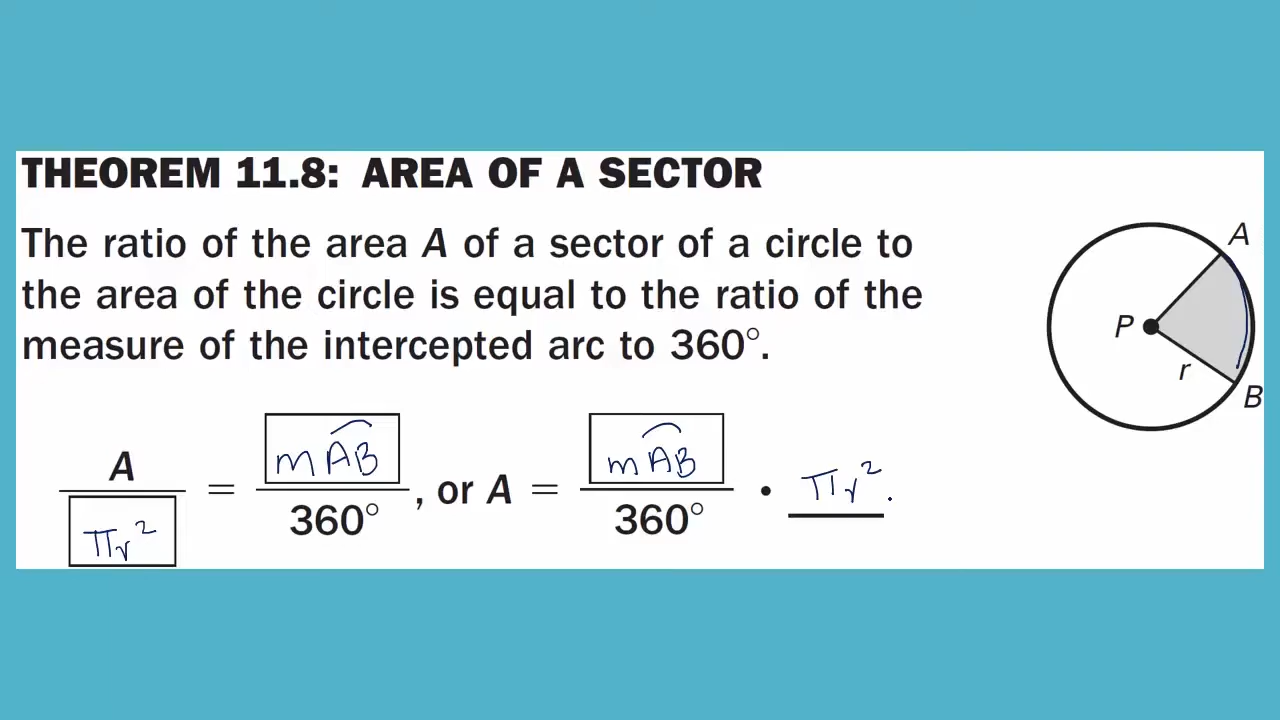 THEOREM 11.8: AREA OF A SECTOR
The ratio of the area A of a sector of a circle to
the area of the circle is equal to the ratio of the
measure of the intercepted arc to 360°.
A / πr² = m⌒AB / 360°, or A = m⌒AB / 360° • πr².
A
P
r
B